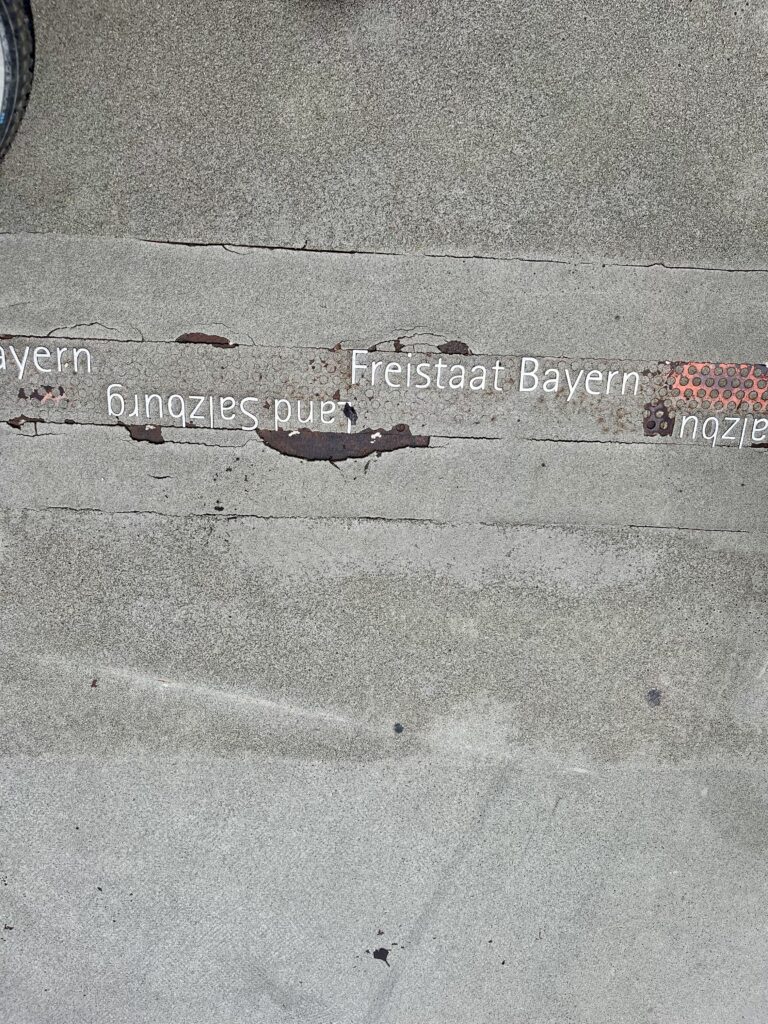 ayern
Freistaat Bayern
Land Salzburg
alzbu